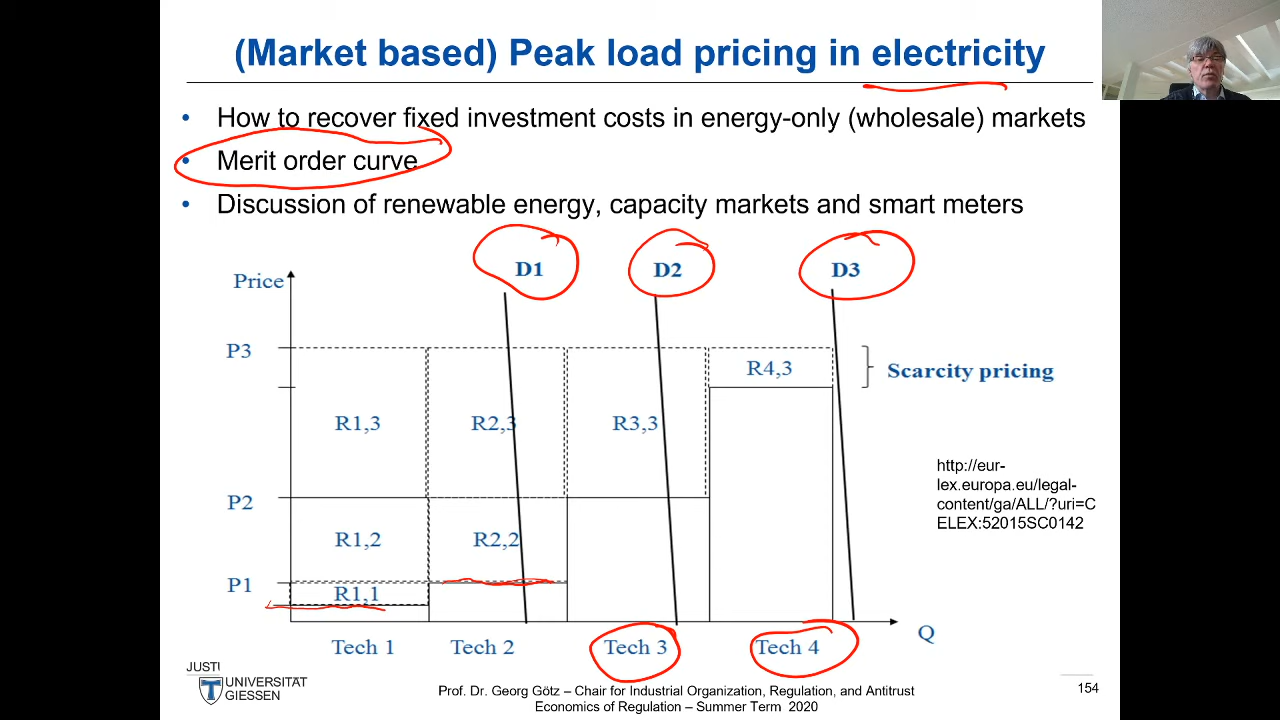 (Market based) Peak load pricing in electricity
• How to recover fixed investment costs in energy-only (wholesale) markets
• Merit order curve
• Discussion of renewable energy, capacity markets and smart meters
D1 D2 D3
Price
P3
R4,3
Scarcity pricing
R1,3 R2,3 R3,3
http://eur-
lex.europa.eu/legal-
content/ga/ALL/?uri=C
ELEX:52015SC0142
P2
R1,2 R2,2
P1
R1,1
Q
Tech 1 Tech 2 Tech 3 Tech 4
JUSTI
UNIVERSITÄT
GIESSEN
Prof. Dr. Georg Götz – Chair for Industrial Organization, Regulation, and Antitrust
Economics of Regulation – Summer Term 2020
154